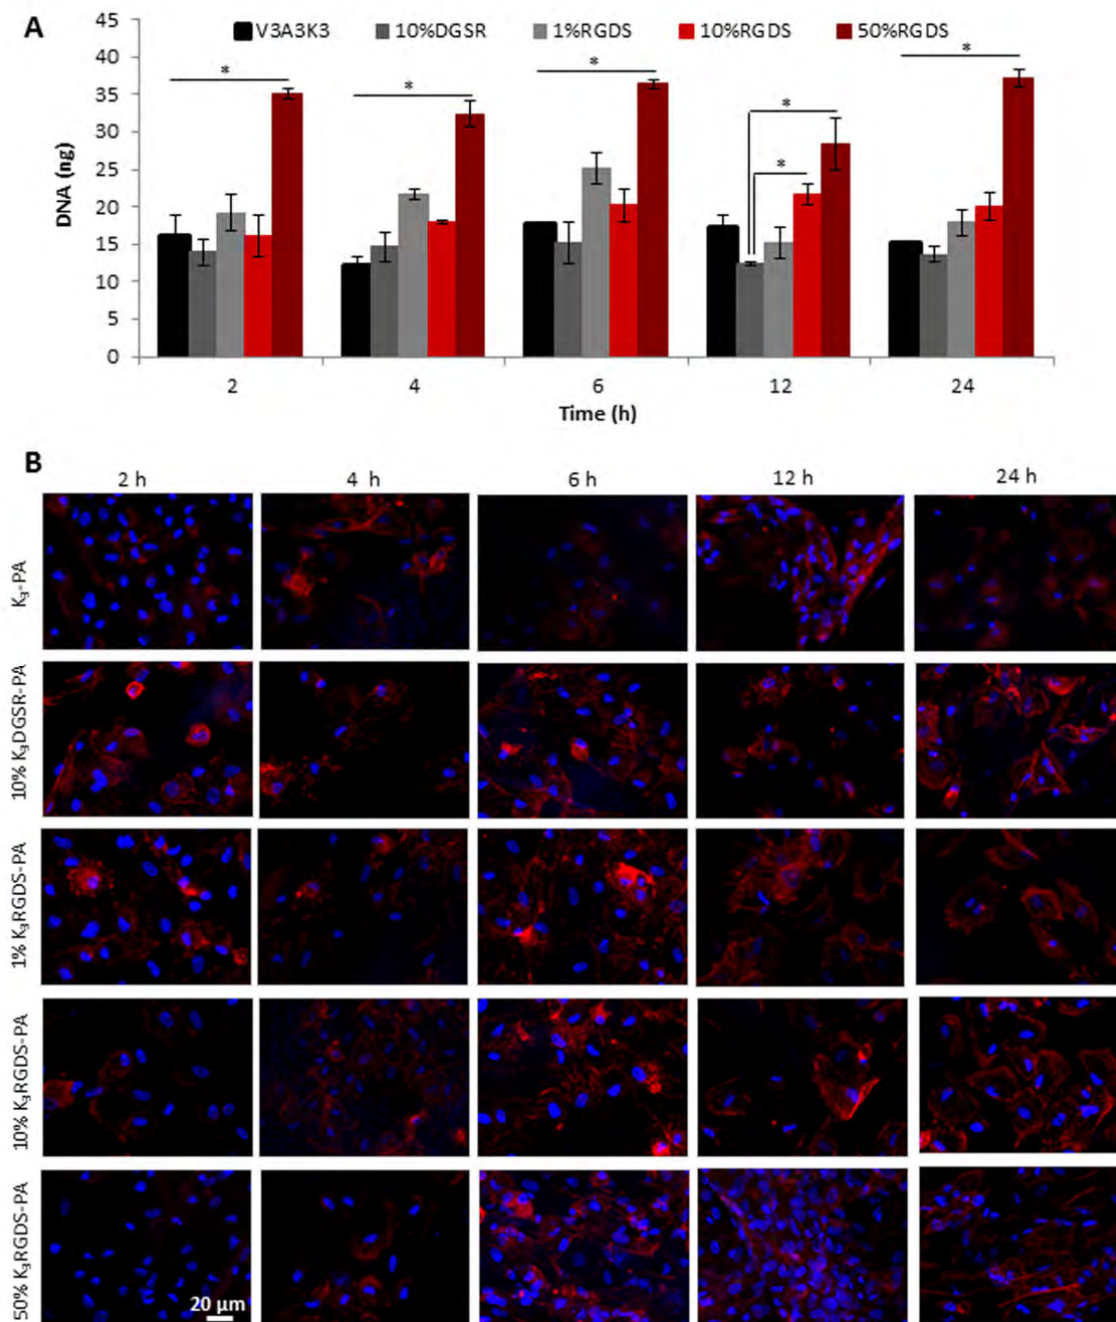 A
V3A3K3 10%DGSR 1%RGDS 10%RGDS 50%RGDS
45
40
35
30
25
20
15
10
5
0
DNA (ng)
* * * * * *
2 4 6 12 24
Time (h)
B
2 h 4 h 6 h 12 h 24 h
K₃-PA
10% K₃DGSR-PA
1% K₃RGDS-PA
10% K₃RGDS-PA
50% K₃RGDS-PA
20 µm